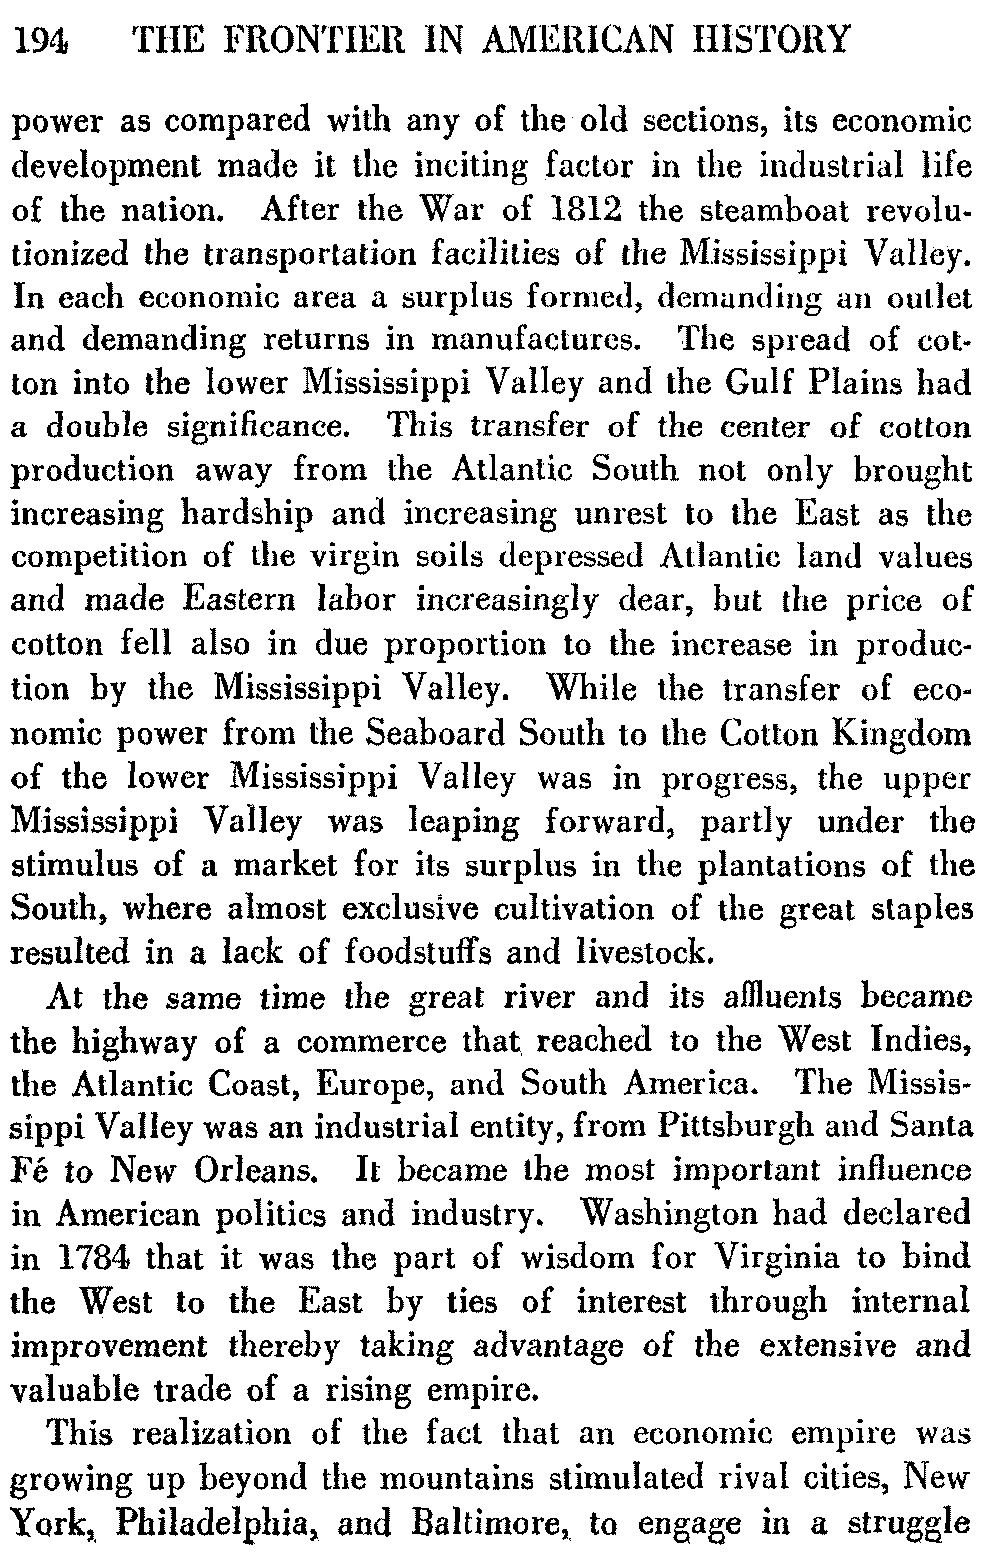 194 THE FRONTIER IN AMERICAN HISTORY
power as compared with any of the old sections, its economic
development made it the inciting factor in the industrial life
of the nation. After the War of 1812 the steamboat revolu-
tionized the transportation facilities of the Mississippi Valley.
In each economic area a surplus formed, demanding an outlet
and demanding returns in manufactures. The spread of cot-
ton into the lower Mississippi Valley and the Gulf Plains had
a double significance. This transfer of the center of cotton
production away from the Atlantic South not only brought
increasing hardship and increasing unrest to the East as the
competition of the virgin soils depressed Atlantic land values
and made Eastern labor increasingly dear, but the price of
cotton fell also in due proportion to the increase in produc-
tion by the Mississippi Valley. While the transfer of eco-
nomic power from the Seaboard South to the Cotton Kingdom
of the lower Mississippi Valley was in progress, the upper
Mississippi Valley was leaping forward, partly under the
stimulus of a market for its surplus in the plantations of the
South, where almost exclusive cultivation of the great staples
resulted in a lack of foodstuffs and livestock.
At the same time the great river and its affluents became
the highway of a commerce that reached to the West Indies,
the Atlantic Coast, Europe, and South America. The Missis-
sippi Valley was an industrial entity, from Pittsburgh and Santa
Fé to New Orleans. It became the most important influence
in American politics and industry. Washington had declared
in 1784 that it was the part of wisdom for Virginia to bind
the West to the East by ties of interest through internal
improvement thereby taking advantage of the extensive and
valuable trade of a rising empire.
This realization of the fact that an economic empire was
growing up beyond the mountains stimulated rival cities, New
York, Philadelphia, and Baltimore, to engage in a struggle